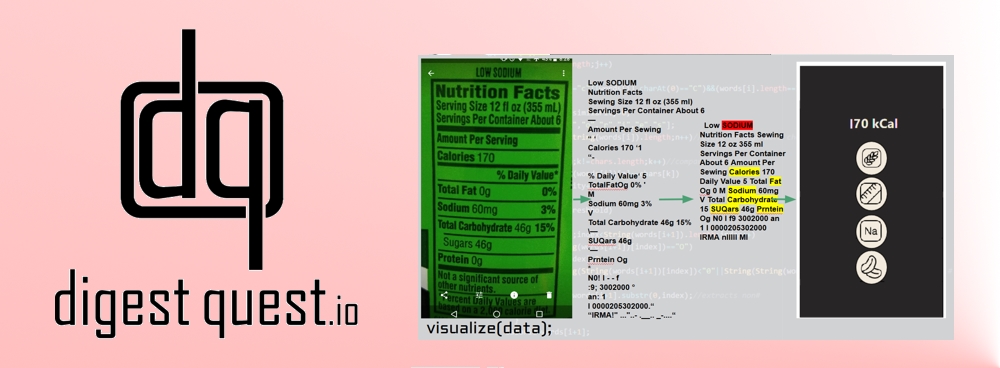 dq
digest quest.io
LOW SODIUM
Nutrition Facts
Serving Size 12 fl oz (355 mL)
Servings Per Container About 6
Amount Per Serving
Calories 170
% Daily Value*
Total Fat 0g 0%
Sodium 60mg 3%
Total Carbohydrate 46g 15%
Sugars 46g
Protein 0g
Not a significant source of
other nutrients.
Percent Daily Values are
visualize(data);
Low SODIUM
Nutrition Facts
Sewing Size 12 fl oz (355 ml)
Servings Per Container About 6
—
Amount Per Sewing
" '
Calories 170 '1
"-
% Daily Value' 5
TotalFatOg 0% '
M
Sodium 60mg 3%
V
Total Carbohydrate 46g 15%
\—
SUQars 46g
—
Prntein Og
N0! I - - f
:9; 3002000 °
an: 1
I 0000205302000.“
Low SODIUM
Nutrition Facts Sewing
Size 12 fl oz 355 ml
Servings Per Container
About 6 Amount Per
Sewing Calories 170
Daily Value 5 Total Fat
Og 0 M Sodium 60mg
V Total Carbohydrate
15 SUQars 46g Prntein
Og N0 I f9 3002000 an
1 I 0000205302000
IRMA nIIIII MI
I70 kCal
Na